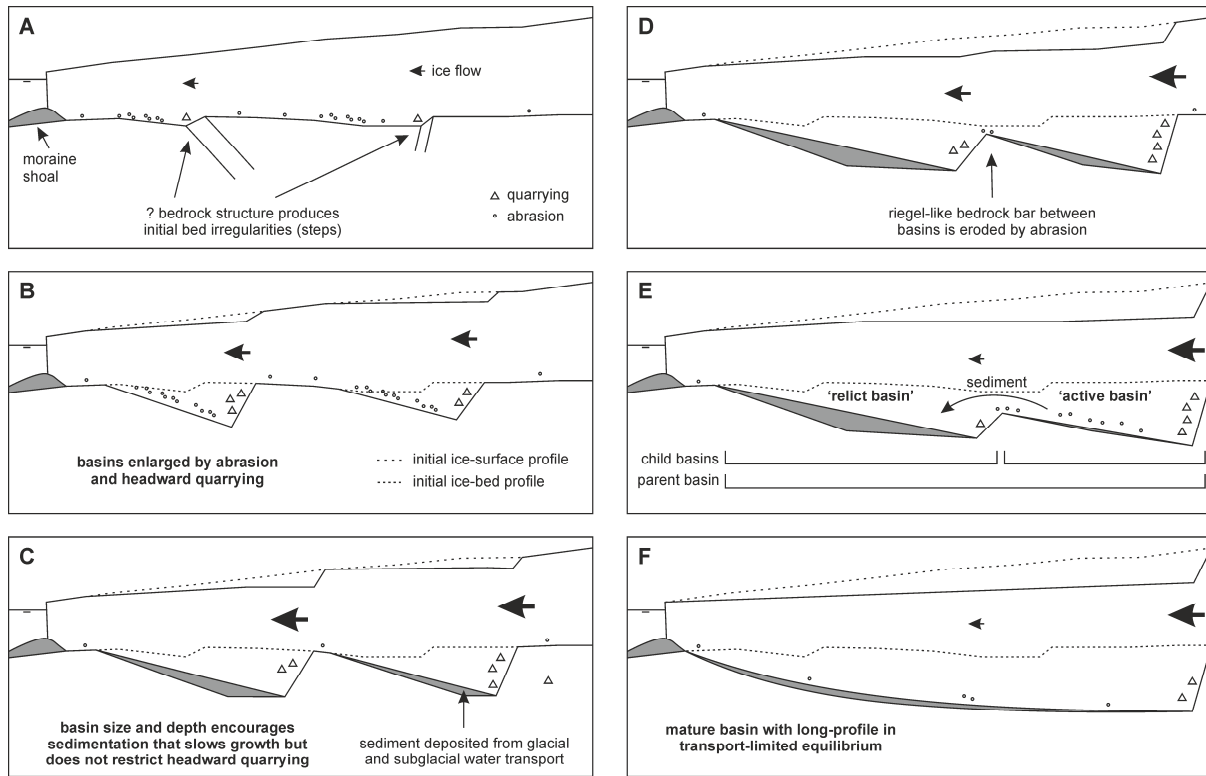 A
ice flow
moraine
shoal
? bedrock structure produces
initial bed irregularities (steps)
quarrying
abrasion
B
basins enlarged by abrasion
and headward quarrying
initial ice-surface profile
initial ice-bed profile
C
basin size and depth encourages
sedimentation that slows growth but
does not restrict headward quarrying
sediment deposited from glacial
and subglacial water transport
D
riegel-like bedrock bar between
basins is eroded by abrasion
E
sediment
‘relict basin’
‘active basin’
child basins
parent basin
F
mature basin with long-profile in
transport-limited equilibrium